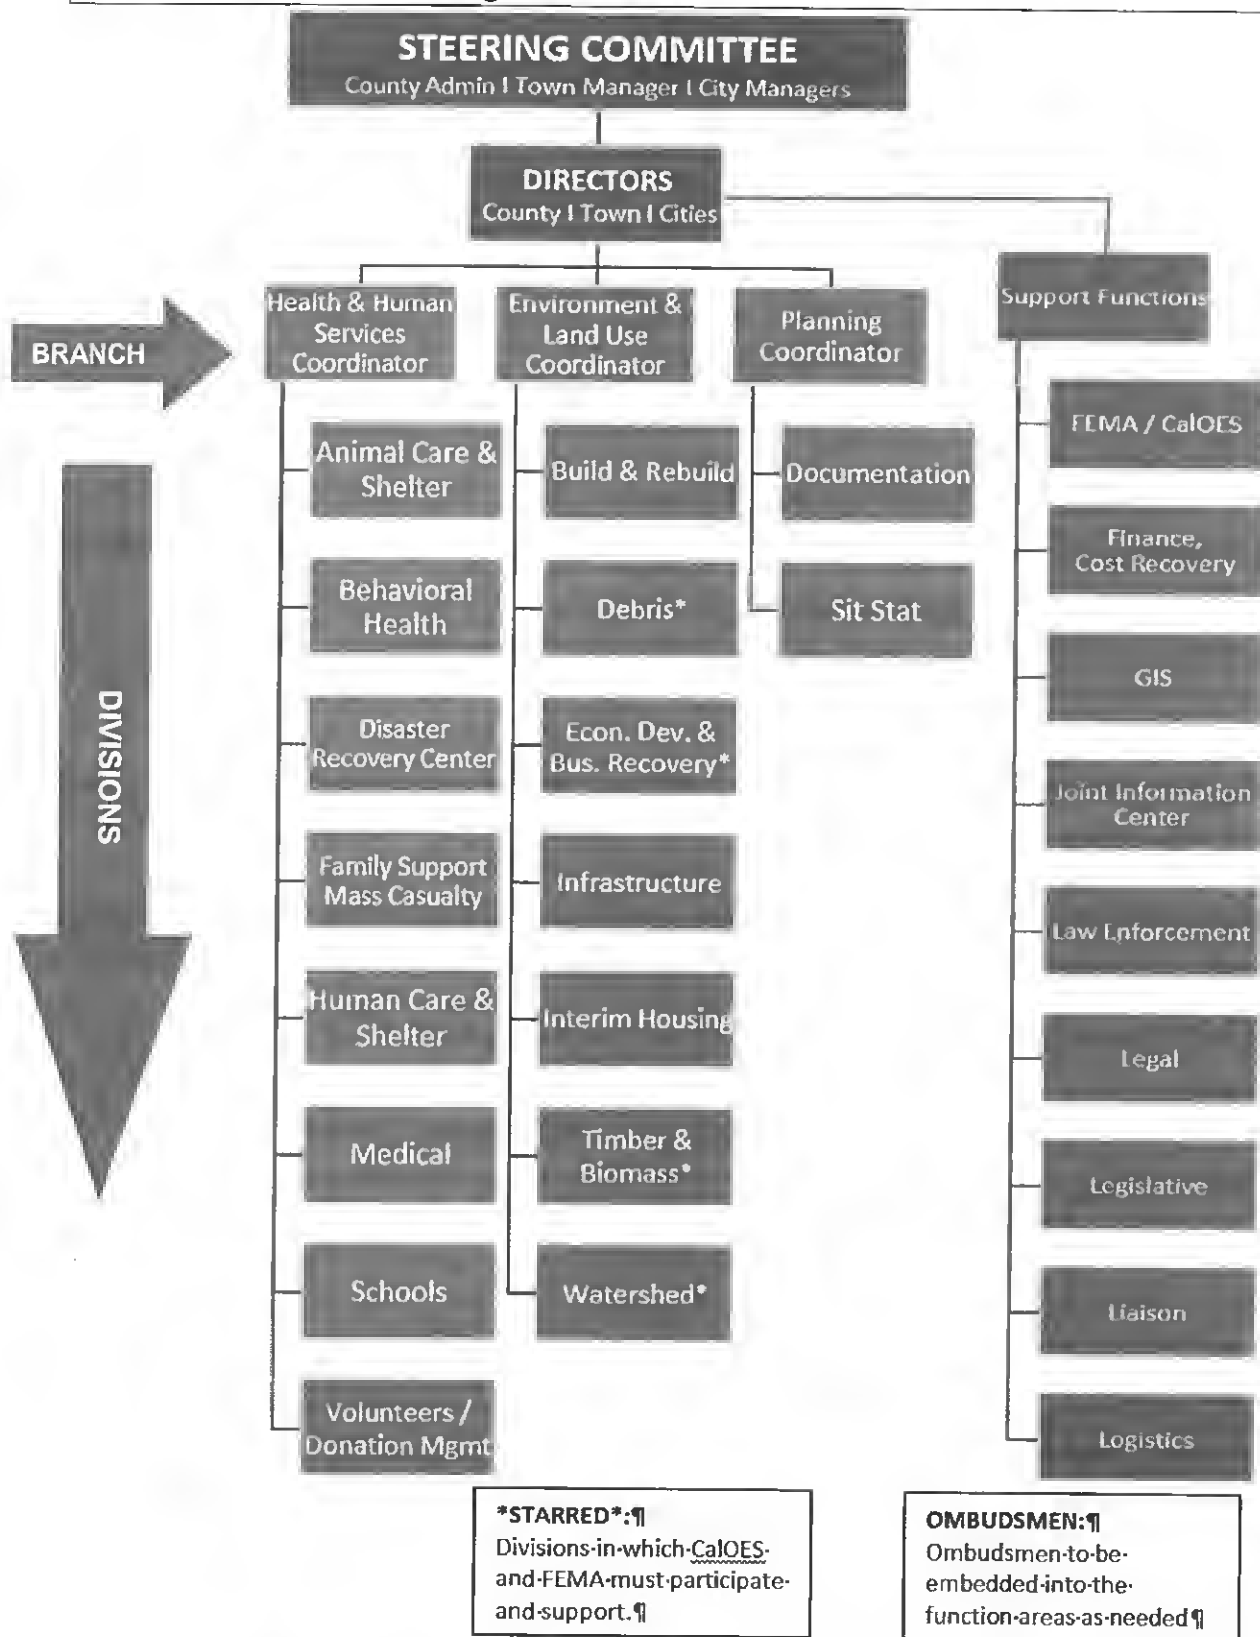 STEERING COMMITTEE
County Admin I Town Manager I City Managers
DIRECTORS
County I Town I Cities
BRANCH
Health & Human
Services
Coordinator
Environment &
Land Use
Coordinator
Planning
Coordinator
Support Functions
DIVISIONS
Animal Care &
Shelter
Behavioral
Health
Disaster
Recovery Center
Family Support
Mass Casualty
Human Care &
Shelter
Medical
Schools
Volunteers /
Donation Mgmt
Build & Rebuild
Debris*
Econ. Dev. &
Bus. Recovery*
Infrastructure
Interim Housing
Timber &
Biomass*
Watershed*
Documentation
Sit Stat
FEMA / CalOES
Finance,
Cost Recovery
GIS
Joint Information
Center
Law Enforcement
Legal
Legislative
Liaison
Logistics
*STARRED*:¶
Divisions·in·which·CalOES·
and·FEMA·must·participate·
and·support.¶
OMBUDSMEN:¶
Ombudsmen·to·be·
embedded·into·the·
function·areas·as·needed¶